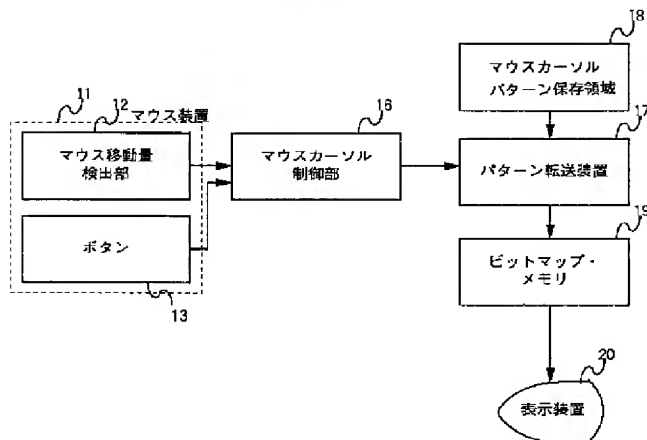 18
マウスカーソル
パターン保存領域
11
12
マウス装置
16
17
マウス移動量
検出部
マウスカーソル
制御部
パターン転送装置
19
ボタン
ビットマップ・
メモリ
13
20
表示装置